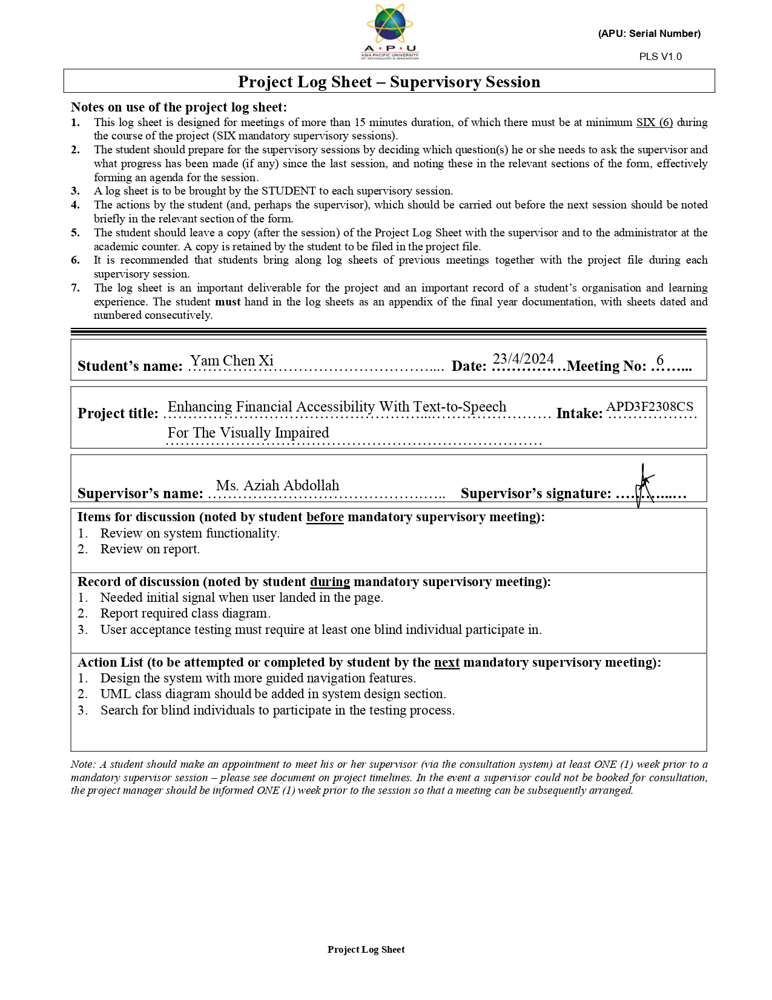 A • P • U
ASIA PACIFIC UNIVERSITY
OF TECHNOLOGY & INNOVATION
(APU: Serial Number)
PLS V1.0
Project Log Sheet – Supervisory Session
Notes on use of the project log sheet:
1. This log sheet is designed for meetings of more than 15 minutes duration, of which there must be at minimum SIX (6) during
the course of the project (SIX mandatory supervisory sessions).
2. The student should prepare for the supervisory sessions by deciding which question(s) he or she needs to ask the supervisor and
what progress has been made (if any) since the last session, and noting these in the relevant sections of the form, effectively
forming an agenda for the session.
3. A log sheet is to be brought by the STUDENT to each supervisory session.
4. The actions by the student (and, perhaps the supervisor), which should be carried out before the next session should be noted
briefly in the relevant section of the form.
5. The student should leave a copy (after the session) of the Project Log Sheet with the supervisor and to the administrator at the
academic counter. A copy is retained by the student to be filed in the project file.
6. It is recommended that students bring along log sheets of previous meetings together with the project file during each
supervisory session.
7. The log sheet is an important deliverable for the project and an important record of a student’s organisation and learning
experience. The student must hand in the log sheets as an appendix of the final year documentation, with sheets dated and
numbered consecutively.
Student’s name: Yam Chen Xi Date: 23/4/2024 Meeting No: 6
Project title: Enhancing Financial Accessibility With Text-to-Speech Intake: APD3F2308CS
For The Visually Impaired
Supervisor’s name: Ms. Aziah Abdollah Supervisor’s signature:
Items for discussion (noted by student before mandatory supervisory meeting):
1. Review on system functionality.
2. Review on report.
Record of discussion (noted by student during mandatory supervisory meeting):
1. Needed initial signal when user landed in the page.
2. Report required class diagram.
3. User acceptance testing must require at least one blind individual participate in.
Action List (to be attempted or completed by student by the next mandatory supervisory meeting):
1. Design the system with more guided navigation features.
2. UML class diagram should be added in system design section.
3. Search for blind individuals to participate in the testing process.
Note: A student should make an appointment to meet his or her supervisor (via the consultation system) at least ONE (1) week prior to a
mandatory supervisor session – please see document on project timelines. In the event a supervisor could not be booked for consultation,
the project manager should be informed ONE (1) week prior to the session so that a meeting can be subsequently arranged.
Project Log Sheet